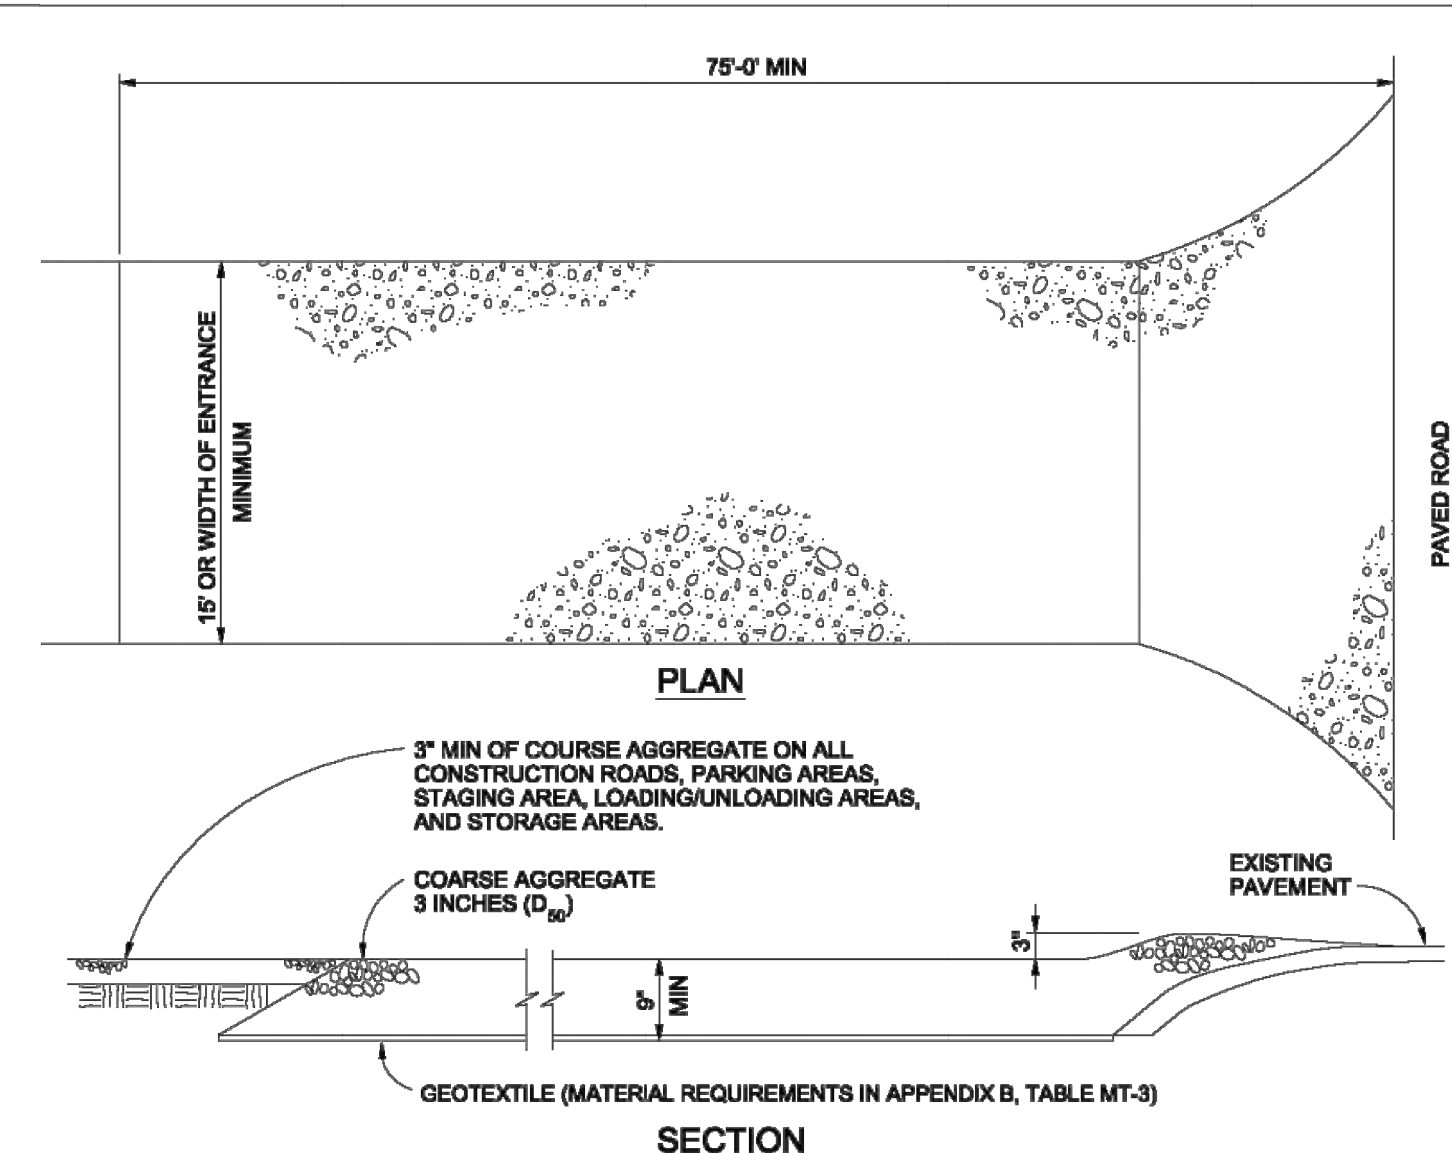 75'-0' MIN
15' OR WIDTH OF ENTRANCE
MINIMUM
PAVED ROAD
PLAN
3" MIN OF COURSE AGGREGATE ON ALL
CONSTRUCTION ROADS, PARKING AREAS,
STAGING AREA, LOADING/UNLOADING AREAS,
AND STORAGE AREAS.
COARSE AGGREGATE
3 INCHES (D50)
EXISTING
PAVEMENT
3"
9"
MIN
GEOTEXTILE (MATERIAL REQUIREMENTS IN APPENDIX B, TABLE MT-3)
SECTION